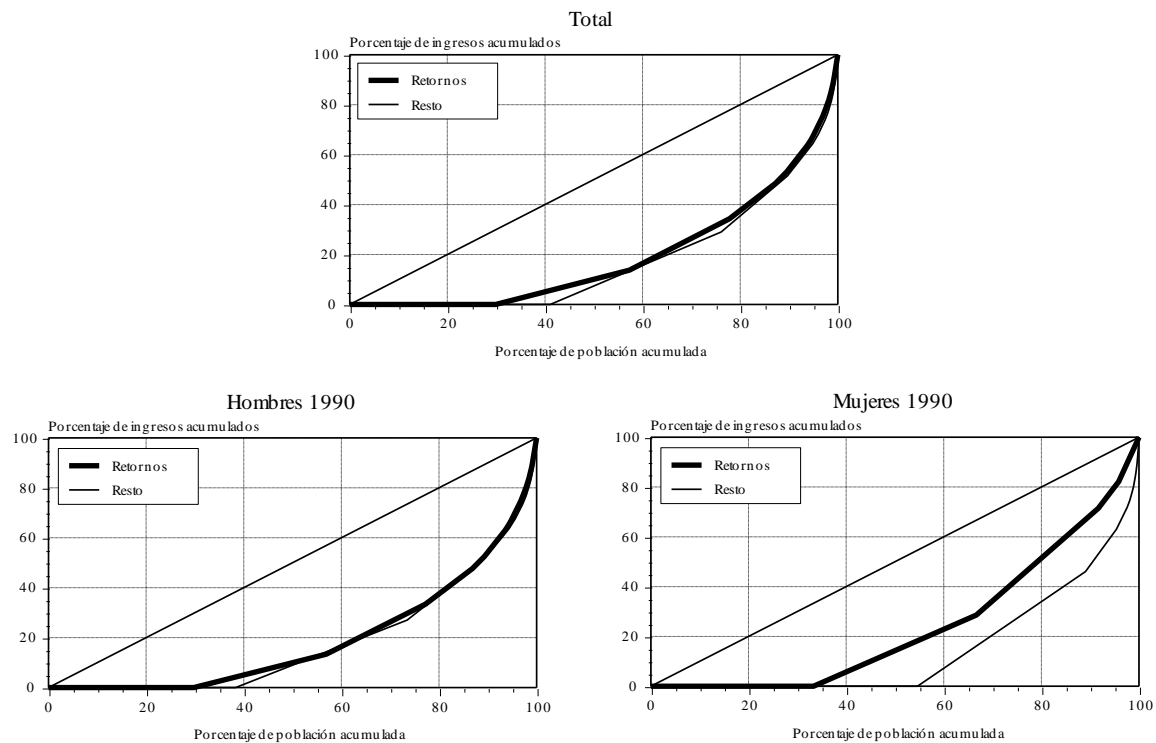 Total
Porcentaje de ingresos acumulados
100
80
60
40
20
0
Retornos
Resto
0 20 40 60 80 100
Porcentaje de población acumulada
Hombres 1990
Porcentaje de ingresos acumulados
100
80
60
40
20
0
Retornos
Resto
0 20 40 60 80 100
Porcentaje de población acumulada
Mujeres 1990
Porcentaje de ingresos acumulados
100
80
60
40
20
0
Retornos
Resto
0 20 40 60 80 100
Porcentaje de población acumulada